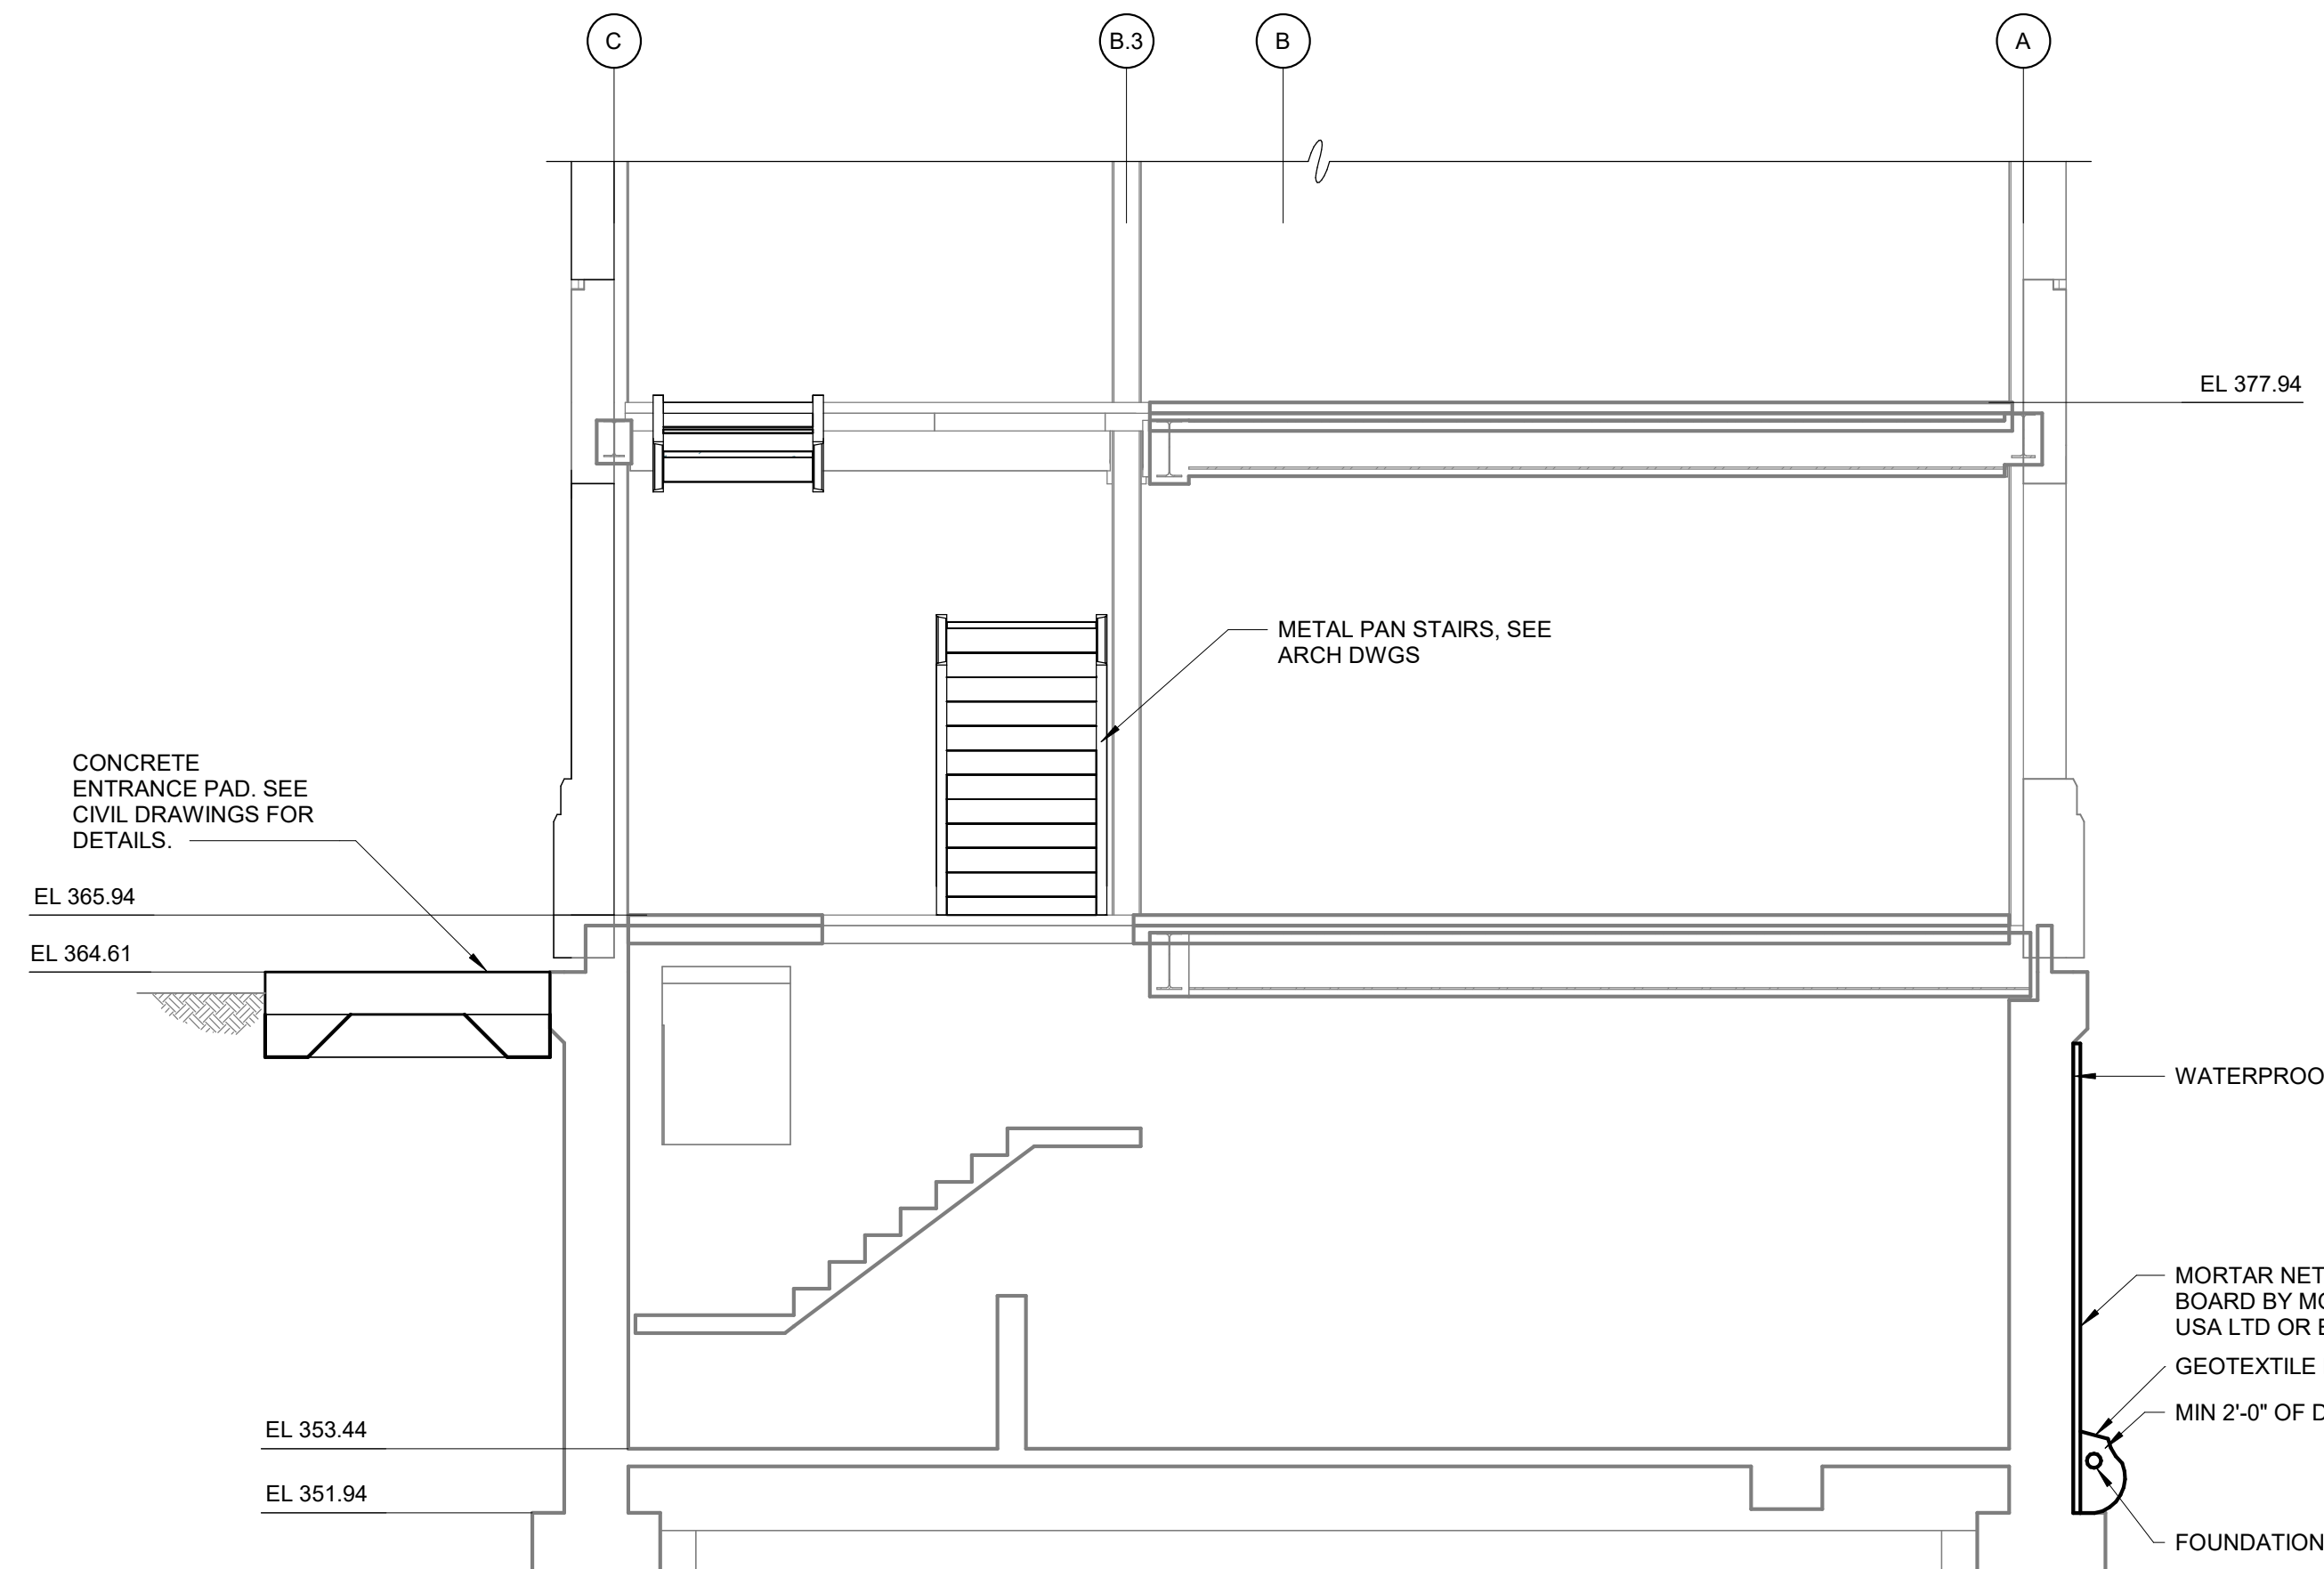 C
B.3
B
A
EL 377.94
METAL PAN STAIRS, SEE
ARCH DWGS
CONCRETE
ENTRANCE PAD. SEE
CIVIL DRAWINGS FOR
DETAILS.
EL 365.94
EL 364.61
WATERPROO
MORTAR NET
BOARD BY MO
USA LTD OR E
GEOTEXTILE
MIN 2'-0" OF D
EL 353.44
EL 351.94
FOUNDATION